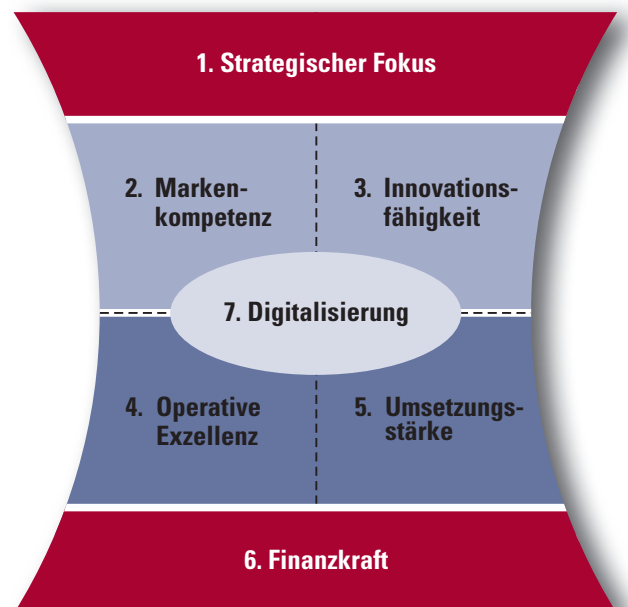 1. Strategischer Fokus
2. Marken-
kompetenz
3. Innovations-
fähigkeit
7. Digitalisierung
4. Operative
Exzellenz
5. Umsetzungs-
stärke
6. Finanzkraft